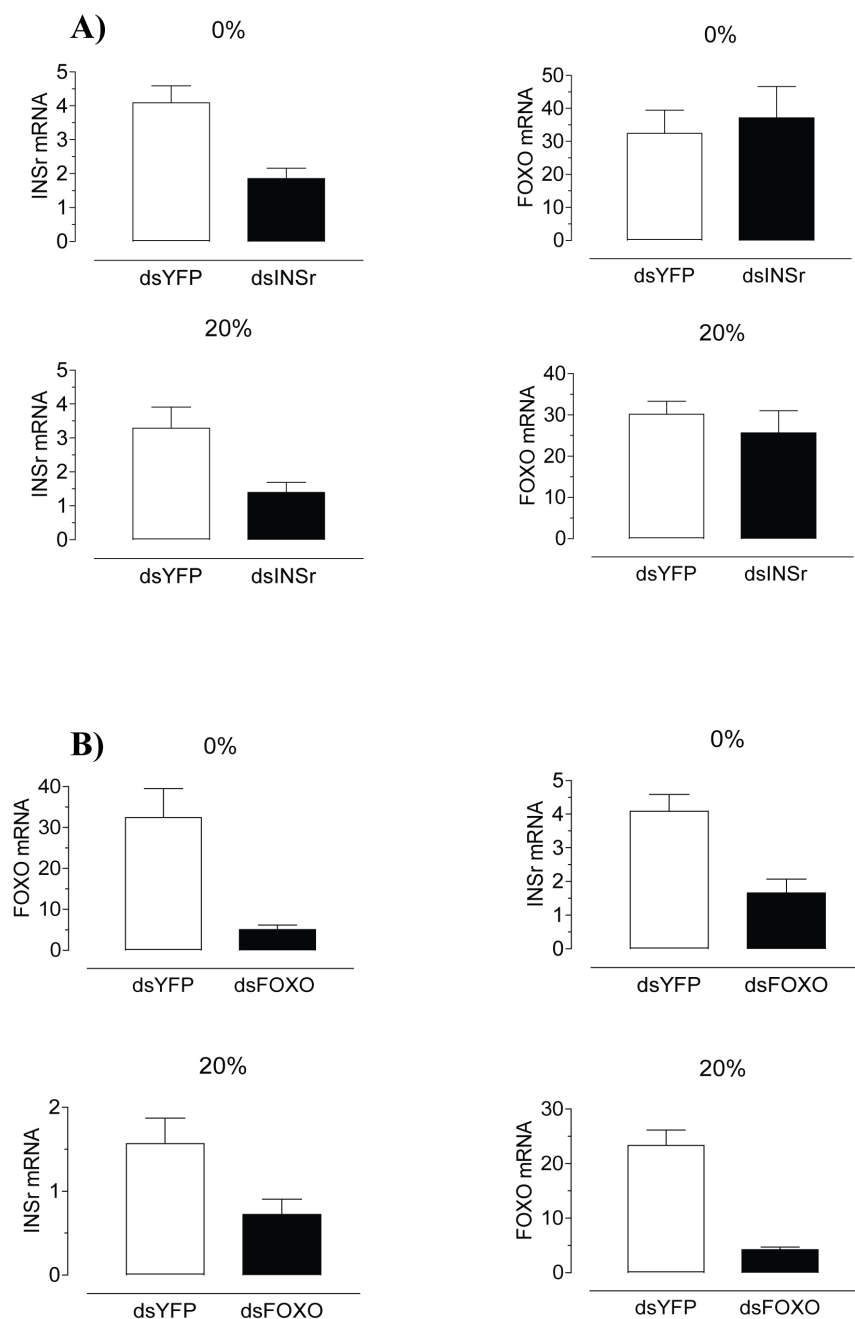 A)
0%
INSr mRNA
5
4
3
2
1
0
dsYFP dsINSr
0%
FOXO mRNA
50
40
30
20
10
0
dsYFP dsINSr
20%
INSr mRNA
5
4
3
2
1
0
dsYFP dsINSr
20%
FOXO mRNA
40
30
20
10
0
dsYFP dsINSr
B)
0%
FOXO mRNA
40
30
20
10
0
dsYFP dsFOXO
0%
INSr mRNA
5
4
3
2
1
0
dsYFP dsFOXO
20%
INSr mRNA
2
1
0
dsYFP dsFOXO
20%
FOXO mRNA
30
20
10
0
dsYFP dsFOXO